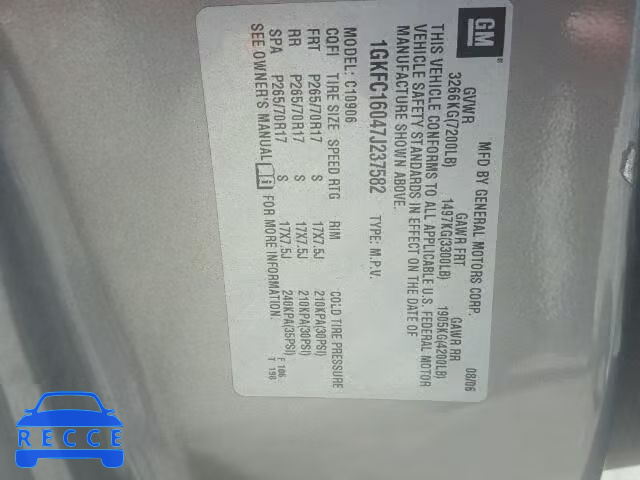 GM ®
MFD BY GENERAL MOTORS CORP. 08/06
GVWR GAWR FRT GAWR RR
3266KG(7200LB) 1497KG(3300LB) 1905KG(4200LB)
THIS VEHICLE CONFORMS TO ALL APPLICABLE U.S. FEDERAL MOTOR
VEHICLE SAFETY STANDARDS IN EFFECT ON THE DATE OF
MANUFACTURE SHOWN ABOVE.
1GKFC16047J237582 TYPE: M.P.V.
MODEL: C10906
CQFI TIRE SIZE SPEED RTG RIM COLD TIRE PRESSURE
FRT P265/70R17 S 17X7.5J 210KPA(30PSI)
RR P265/70R17 S 17X7.5J 210KPA(30PSI)
SPA P265/70R17 S 17X7.5J 240KPA(35PSI)
SEE OWNER'S MANUAL FOR MORE INFORMATION.
F 106
T 198
RECCE